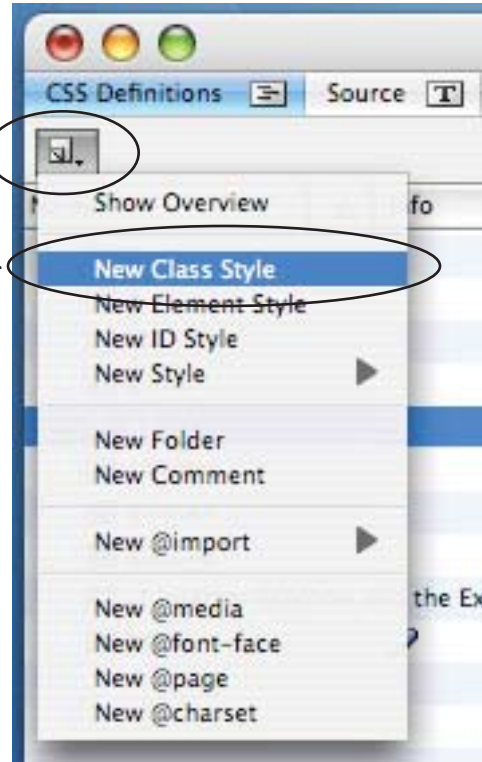 CSS Definitions Source T
Show Overview
fo
New Class Style
New Element Style
New ID Style
New Style
New Folder
New Comment
New @import
New @media
the Ex
New @font-face
New @page
New @charset